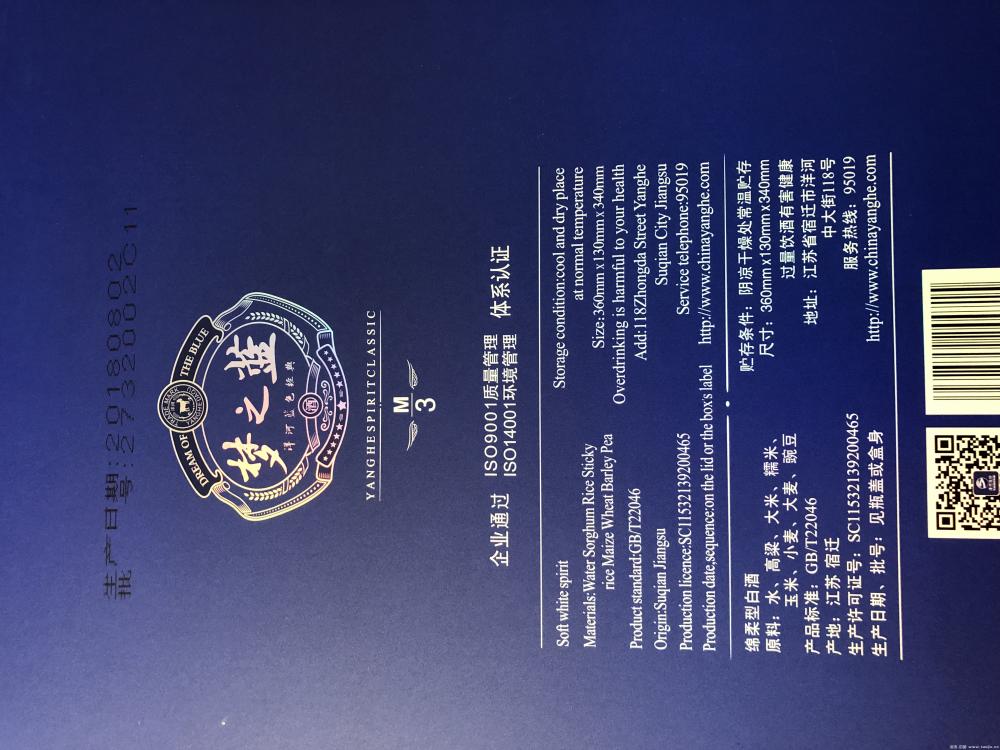 生产日期:20180802
批 号:27320002C11
DREAM OF THE BLUE
TRADE MARK
梦之蓝
洋河蓝色经典
酒
YANGHESPIRITCLASSIC
M
3
企业通过 ISO9001质量管理 体系认证
ISO14001环境管理
Soft white spirit
Materials:Water Sorghum Rice Sticky
rice Maize Wheat Barley Pea
Product standard:GB/T22046
Origin:Suqian Jiangsu
Production licence:SC11532139200465
Production date,sequence:on the lid or the box's label
Storage condition:cool and dry place
at normal temperature
Size:360mm x130mm x 340mm
Overdrinking is harmful to your health
Add:118Zhongda Street Yanghe
Suqian City Jiangsu
Service telephone:95019
http://www.chinayanghe.com
绵柔型白酒
原料：水、高粱、大米、糯米、
玉米、小麦、大麦、豌豆
产品标准：GB/T22046
产地：江苏 宿迁
生产许可证号：SC11532139200465
生产日期、批号：见瓶盖或盒身
贮存条件：阴凉干燥处常温贮存
尺寸：360mm x130mm x340mm
过量饮酒有害健康
地址：江苏省宿迁市洋河
中大街118号
服务热线：95019
http://www.chinayanghe.com